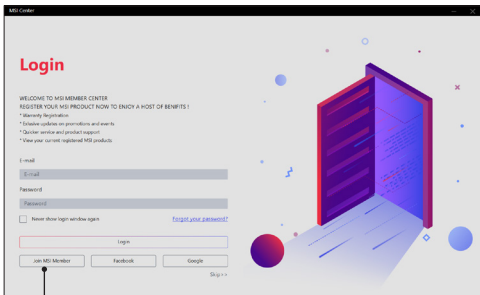 MSI Center
Login
WELCOME TO MSI MEMBER CENTER
REGISTER YOUR MSI PRODUCT NOW TO ENJOY A HOST OF BENIFITS !
* Warranty Registration
* Exlusive updates on promotions and events
* Quicker service and product support
* View your current registered MSI products
E-mail
E-mail
Password
Password
Never show login window again
Forgot your password?
Login
Join MSI Member
Facebook
Google
Skip>>